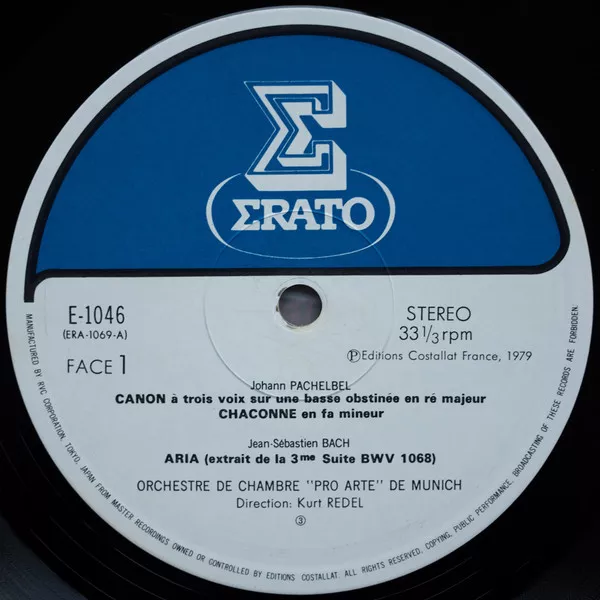 ΣRATO
E-1046
(ERA-1069-A)
FACE 1
STEREO
33 1/3 rpm
ⓅEditions Costallat France, 1979
Johann PACHELBEL
CANON à trois voix sur une basse obstinée en ré majeur
CHACONNE en fa mineur
Jean-Sébastien BACH
ARIA (extrait de la 3me Suite BWV 1068)
ORCHESTRE DE CHAMBRE "PRO ARTE" DE MUNICH
Direction: Kurt REDEL
③
MANUFACTURED BY RVC CORPORATION, TOKYO, JAPAN FROM MASTER RECORDINGS OWNED OR CONTROLLED BY EDITIONS COSTALLAT. ALL RIGHTS RESERVED, COPYING, PUBLIC PERFORMANCE, BROADCASTING OF THESE RECORDS ARE FORBIDDEN.